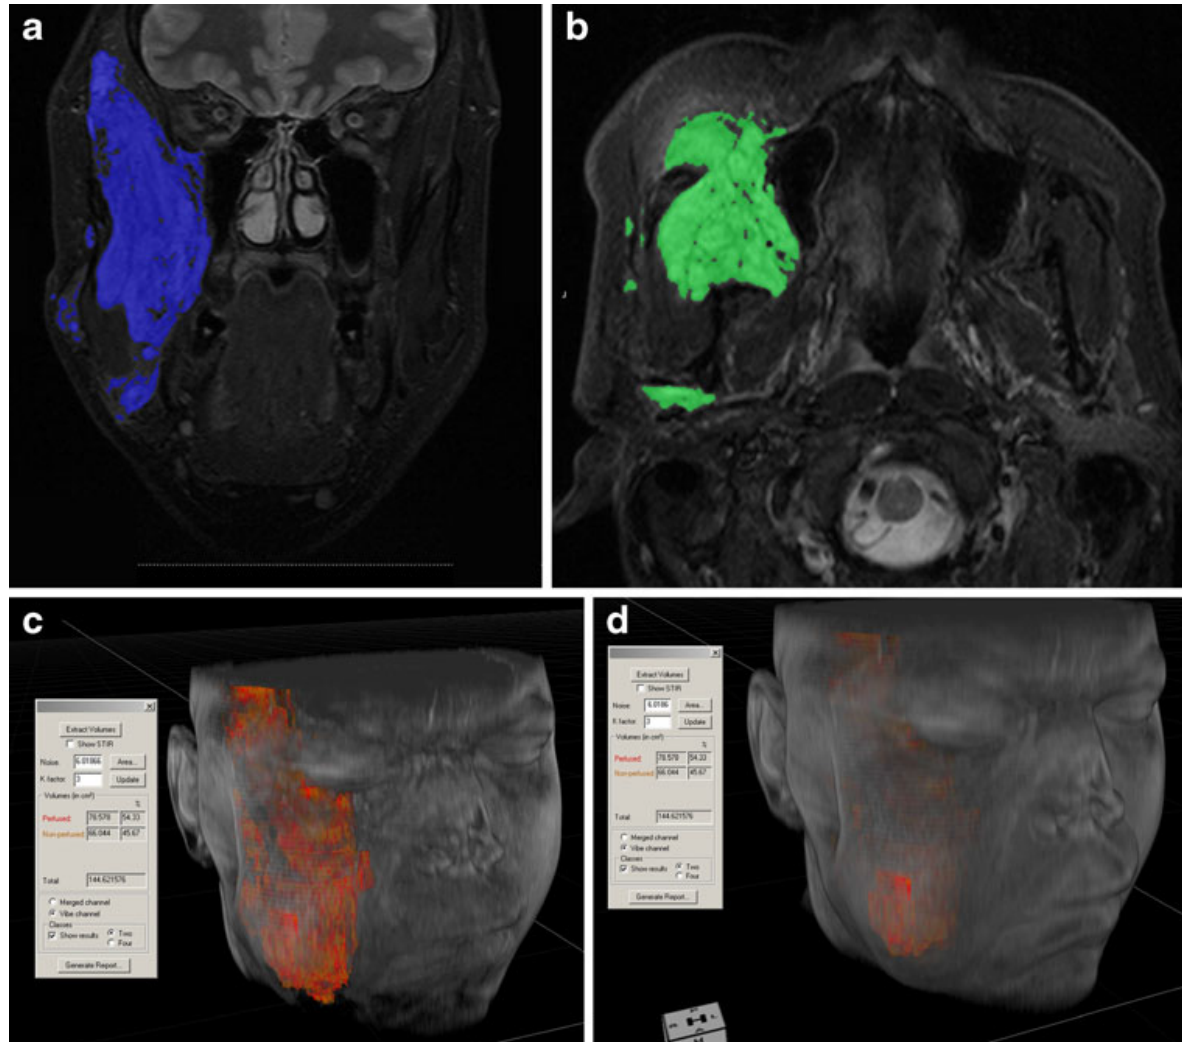 a
b
c
Extract Volumes
Show STIR
Noise: 6.01866 Area...
K factor: 3 Update
Volumes (in cm³)
%
Perfused: 78.578 54.33
Non-perfused: 66.044 45.67
Total: 144.621576
Merged channel
Vibe channel
Classes
Show results Two
Four
Generate Report...
d
Extract Volumes
Show STIR
Noise: 6.0186 Area...
K factor: 3 Update
Volumes (in cm³)
%
Perfused: 78.578 54.33
Non-perfused: 66.044 45.67
Total: 144.621576
Merged channel
Vibe channel
Classes
Show results Two
Four
Generate Report...